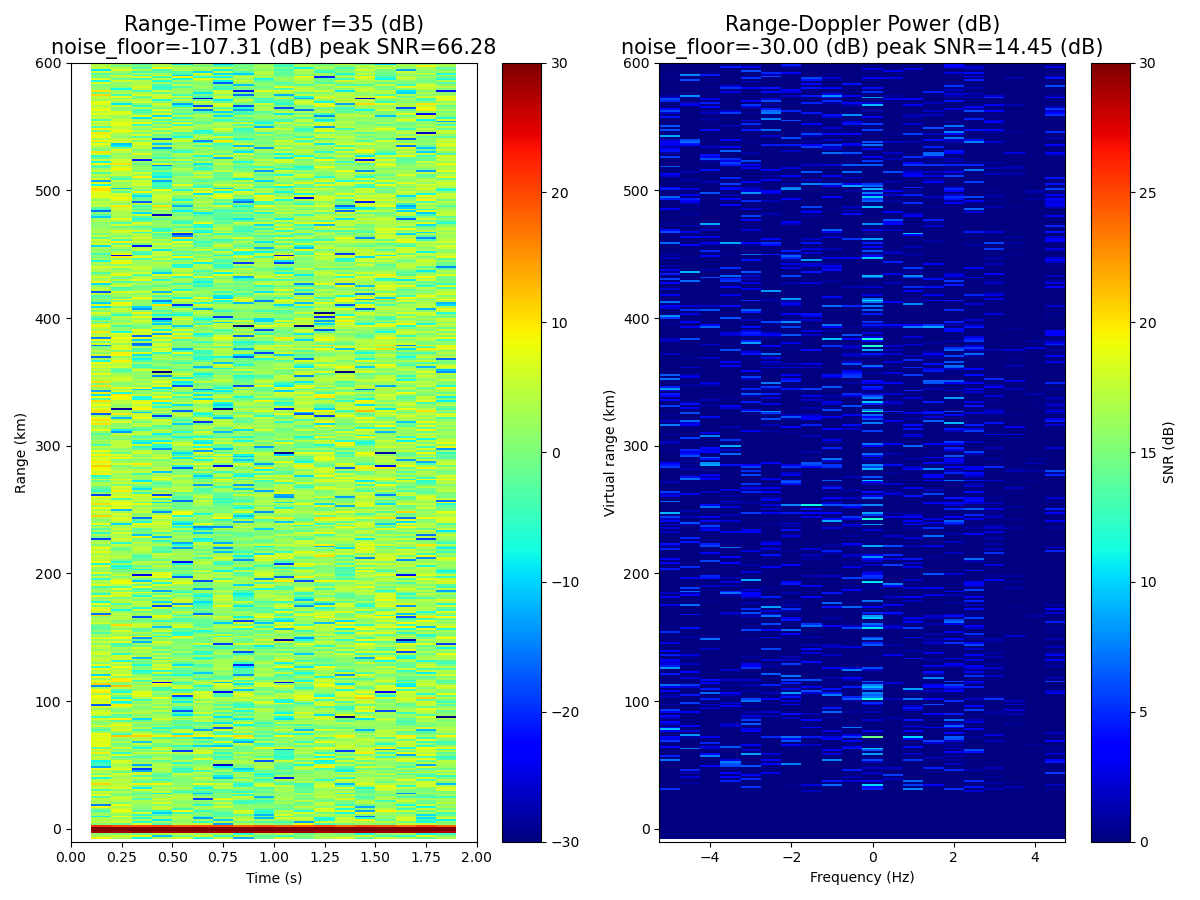 Range-Time Power f=35 (dB)
noise_floor=-107.31 (dB) peak SNR=66.28
600
500
400
300
200
100
0
Range (km)
0.00 0.25 0.50 0.75 1.00 1.25 1.50 1.75 2.00
Time (s)
30
20
10
0
−10
−20
−30
Range-Doppler Power (dB)
noise_floor=-30.00 (dB) peak SNR=14.45 (dB)
600
500
400
300
200
100
0
Virtual range (km)
−4 −2 0 2 4
Frequency (Hz)
30
25
20
15
10
5
0
SNR (dB)